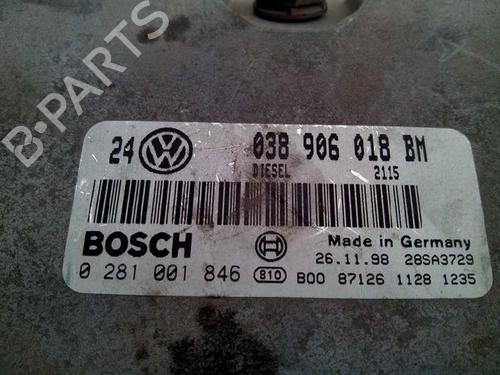 B-PARTS
24 VW 038 906 018 BM
DIESEL 2115
BOSCH Made in Germany
26.11.98 28SA3729
0 281 001 846 810 B00 87126 1128 1235